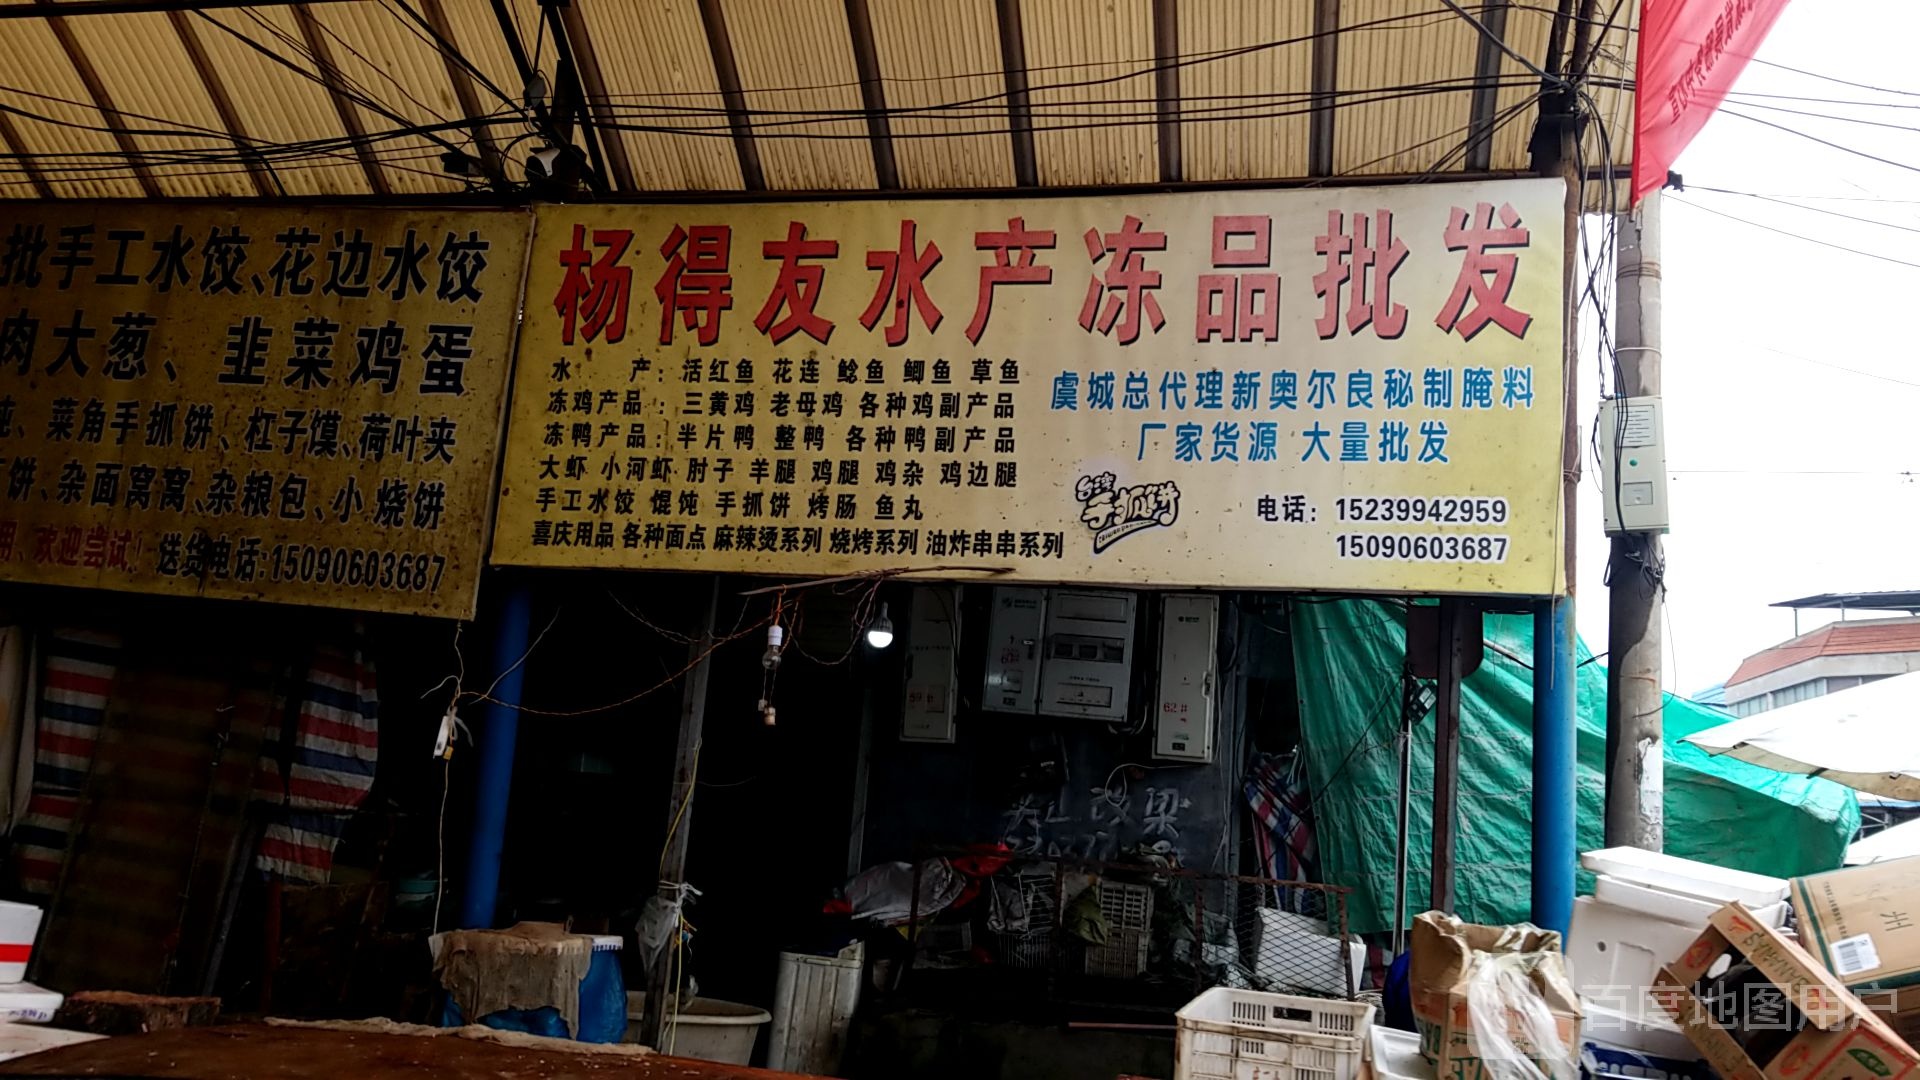 批手工水饺、花边水饺
肉大葱、韭菜鸡蛋
菜角手抓饼、杠子馍、荷叶夹
饼、杂面窝窝、杂粮包、小烧饼
用、欢迎尝试！送货电话:15090603687
杨得友水产冻品批发
水产：活红鱼 花连 鲶鱼 鲫鱼 草鱼
冻鸡产品：三黄鸡 老母鸡 各种鸡副产品
冻鸭产品：半片鸭 整鸭 各种鸭副产品
大虾 小河虾 肘子 羊腿 鸡腿 鸡杂 鸡边腿
手工水饺 馄饨 手抓饼 烤肠 鱼丸
喜庆用品 各种面点 麻辣烫系列 烧烤系列 油炸串串系列
虞城总代理新奥尔良秘制腌料
厂家货源 大量批发
台湾
手抓饼
电话：15239942959
15090603687
59#
60#
62#
百度地图用户